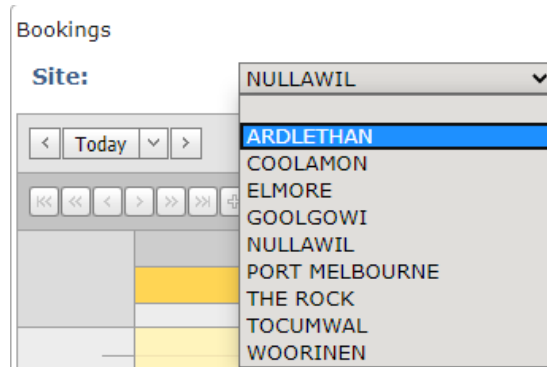 Bookings
Site: NULLAWIL
Today
ARDLETHAN
COOLAMON
ELMORE
GOOLGOWI
NULLAWIL
PORT MELBOURNE
THE ROCK
TOCUMWAL
WOORINEN